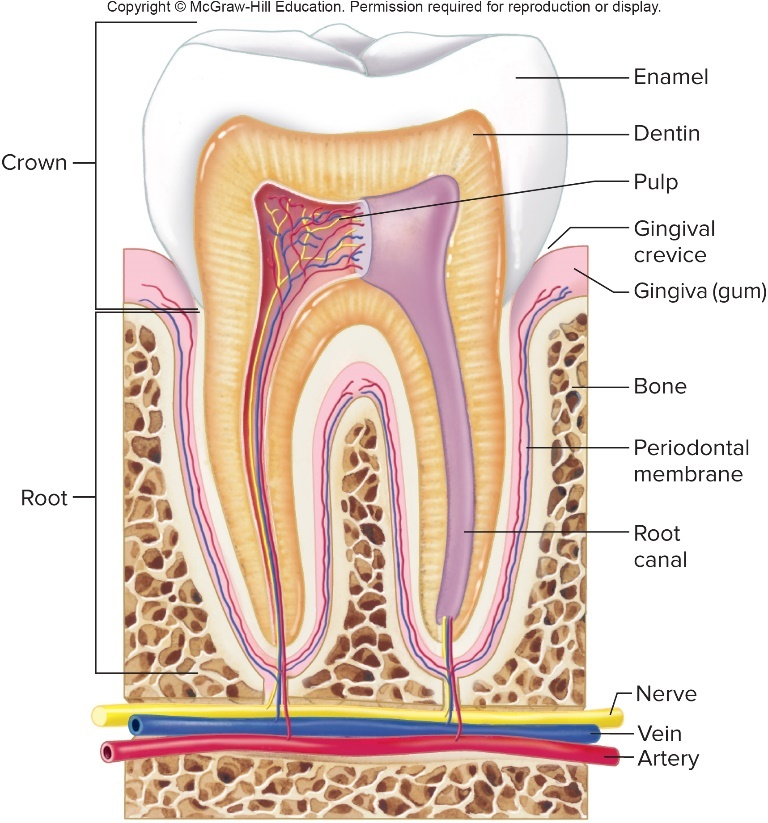 Copyright © McGraw-Hill Education. Permission required for reproduction or display.
Enamel
Dentin
Crown
Pulp
Gingival
crevice
Gingiva (gum)
Bone
Periodontal
membrane
Root
Root
canal
Nerve
Vein
Artery